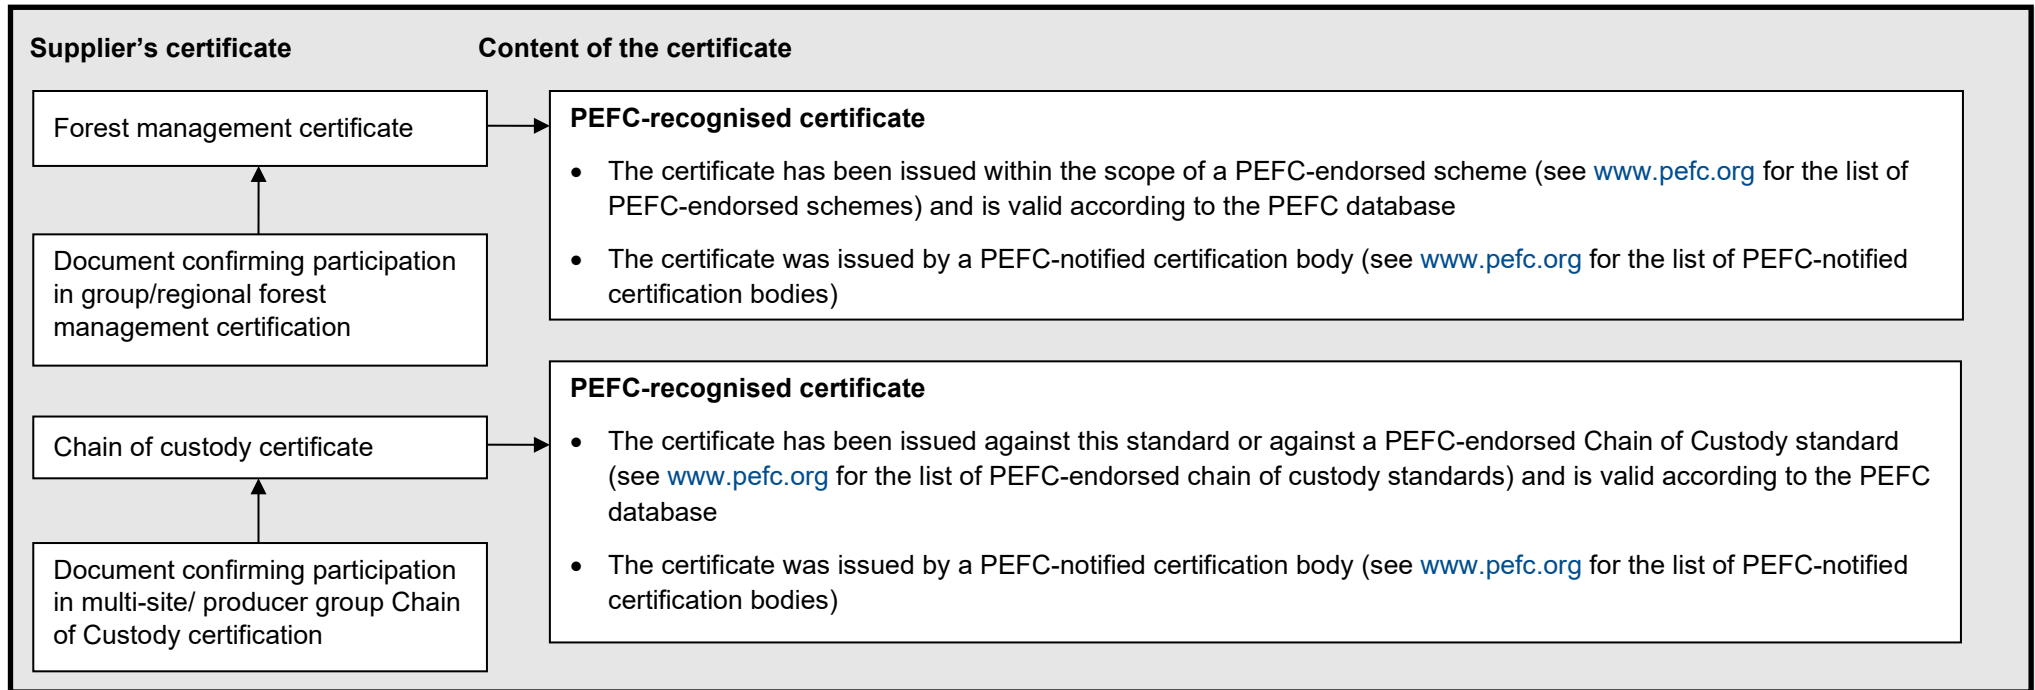 Supplier’s certificate
Content of the certificate
Forest management certificate
PEFC-recognised certificate
• The certificate has been issued within the scope of a PEFC-endorsed scheme (see www.pefc.org for the list of
PEFC-endorsed schemes) and is valid according to the PEFC database
• The certificate was issued by a PEFC-notified certification body (see www.pefc.org for the list of PEFC-notified
certification bodies)
Document confirming participation
in group/regional forest
management certification
Chain of custody certificate
PEFC-recognised certificate
• The certificate has been issued against this standard or against a PEFC-endorsed Chain of Custody standard
(see www.pefc.org for the list of PEFC-endorsed chain of custody standards) and is valid according to the PEFC
database
• The certificate was issued by a PEFC-notified certification body (see www.pefc.org for the list of PEFC-notified
certification bodies)
Document confirming participation
in multi-site/ producer group Chain
of Custody certification